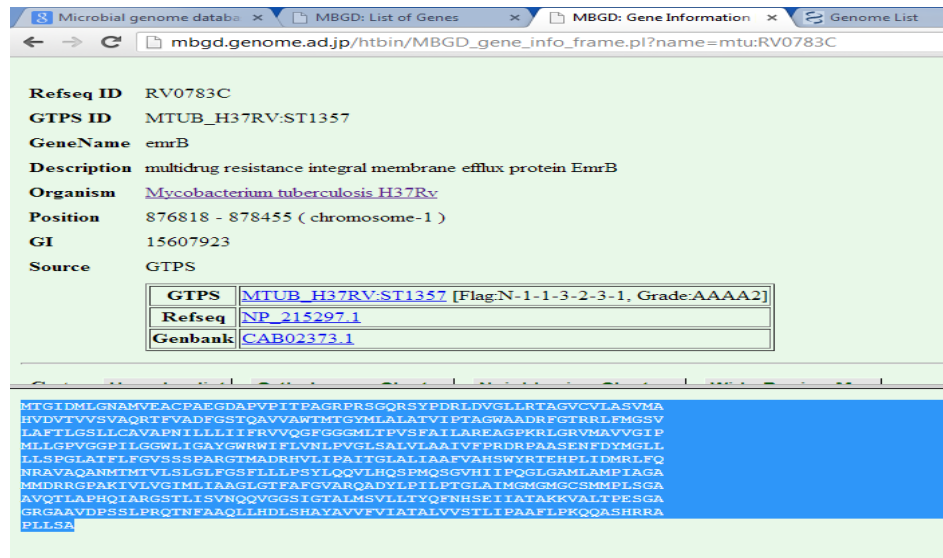 Microbial genome databa
MBGD: List of Genes
MBGD: Gene Information
Genome List
mbgd.genome.ad.jp/htbin/MBGD_gene_info_frame.pl?name=mtu:RV0783C
Refseq ID RV0783C
GTPS ID MTUB_H37RV:ST1357
GeneName emrB
Description multidrug resistance integral membrane efflux protein EmrB
Organism Mycobacterium tuberculosis H37Rv
Position 876818 - 878455 ( chromosome-1 )
GI 15607923
Source GTPS
GTPS MTUB_H37RV:ST1357 [Flag:N-1-1-3-2-3-1, Grade:AAAA2]
Refseq NP_215297.1
Genbank CAB02373.1
MTGIDMLGNAMVEACPAEGDAPVPITPAGRPRSGQRSYPDRLDVGLLRTAGVCVLASVMA
HVDVTVVSVAQRTFVADFGSTQAVVAWTMTGYMLALATVIPTAGWAADRFGTRRLFMGSV
LAFTLGSLLCAVAPNILLLIIFRVVQGFGGGMLTPVSFAILAREAGPKRLGRVMAVVGIP
MLLGPVGGPILGGWLIGAYGWRWIFLVNLPVGLSALVLAAIVFPRDRPAASENFDYMGLL
LLSPGLATFLFGVSSSPARGTMADRHVLIPAITGLALIAAFVAHSWYRTEHPLIDMRLFQ
NRAVAQANMTMTVLSLGLFGSFLLLPSYLQQVLHQSPMQSGVHIIPQGLGAMLAMPIAGA
MMDRRGPAKIVLVGIMLIAAGLGTFAFGVARQADYLPILPTGLAIMGMGMGCSMMPLSGA
AVQTLAPHQIARGSTLISVNQQVGGSIGTALMSVLLTYQFNHSEIIATAKKVALTPESGA
GRGAAVDPSSLPRQTNFAAQLLHDLSHAYAVVFVIATALVVSTLIPAAFLPKQQASHRRA
PLLSA